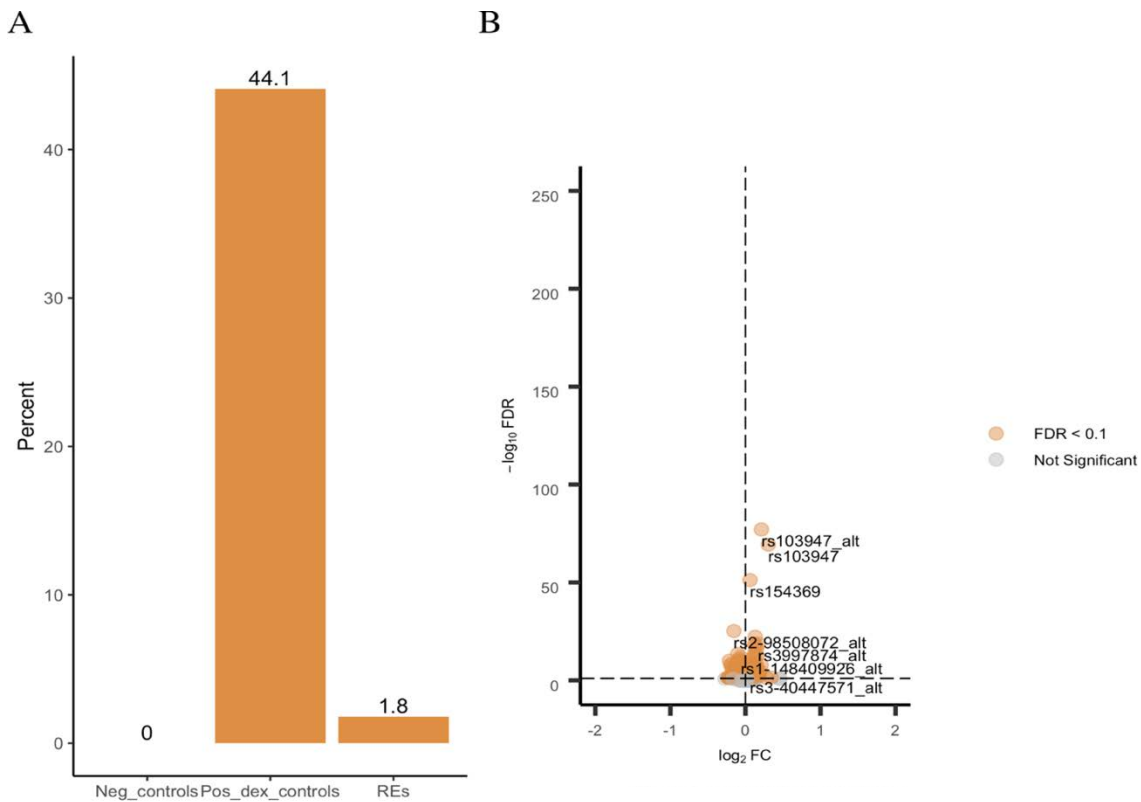 A
B
44.1
1.8
0
40
30
20
10
0
Percent
Neg_controls
Pos_dex_controls
REs
250
200
150
100
50
0
−log10 FDR
rs103947_alt
rs103947
rs154369
rs2-98508072_alt
rs3997874_alt
rs1-148409926_alt
rs3-40447571_alt
-2
-1
0
1
2
log2 FC
FDR < 0.1
Not Significant